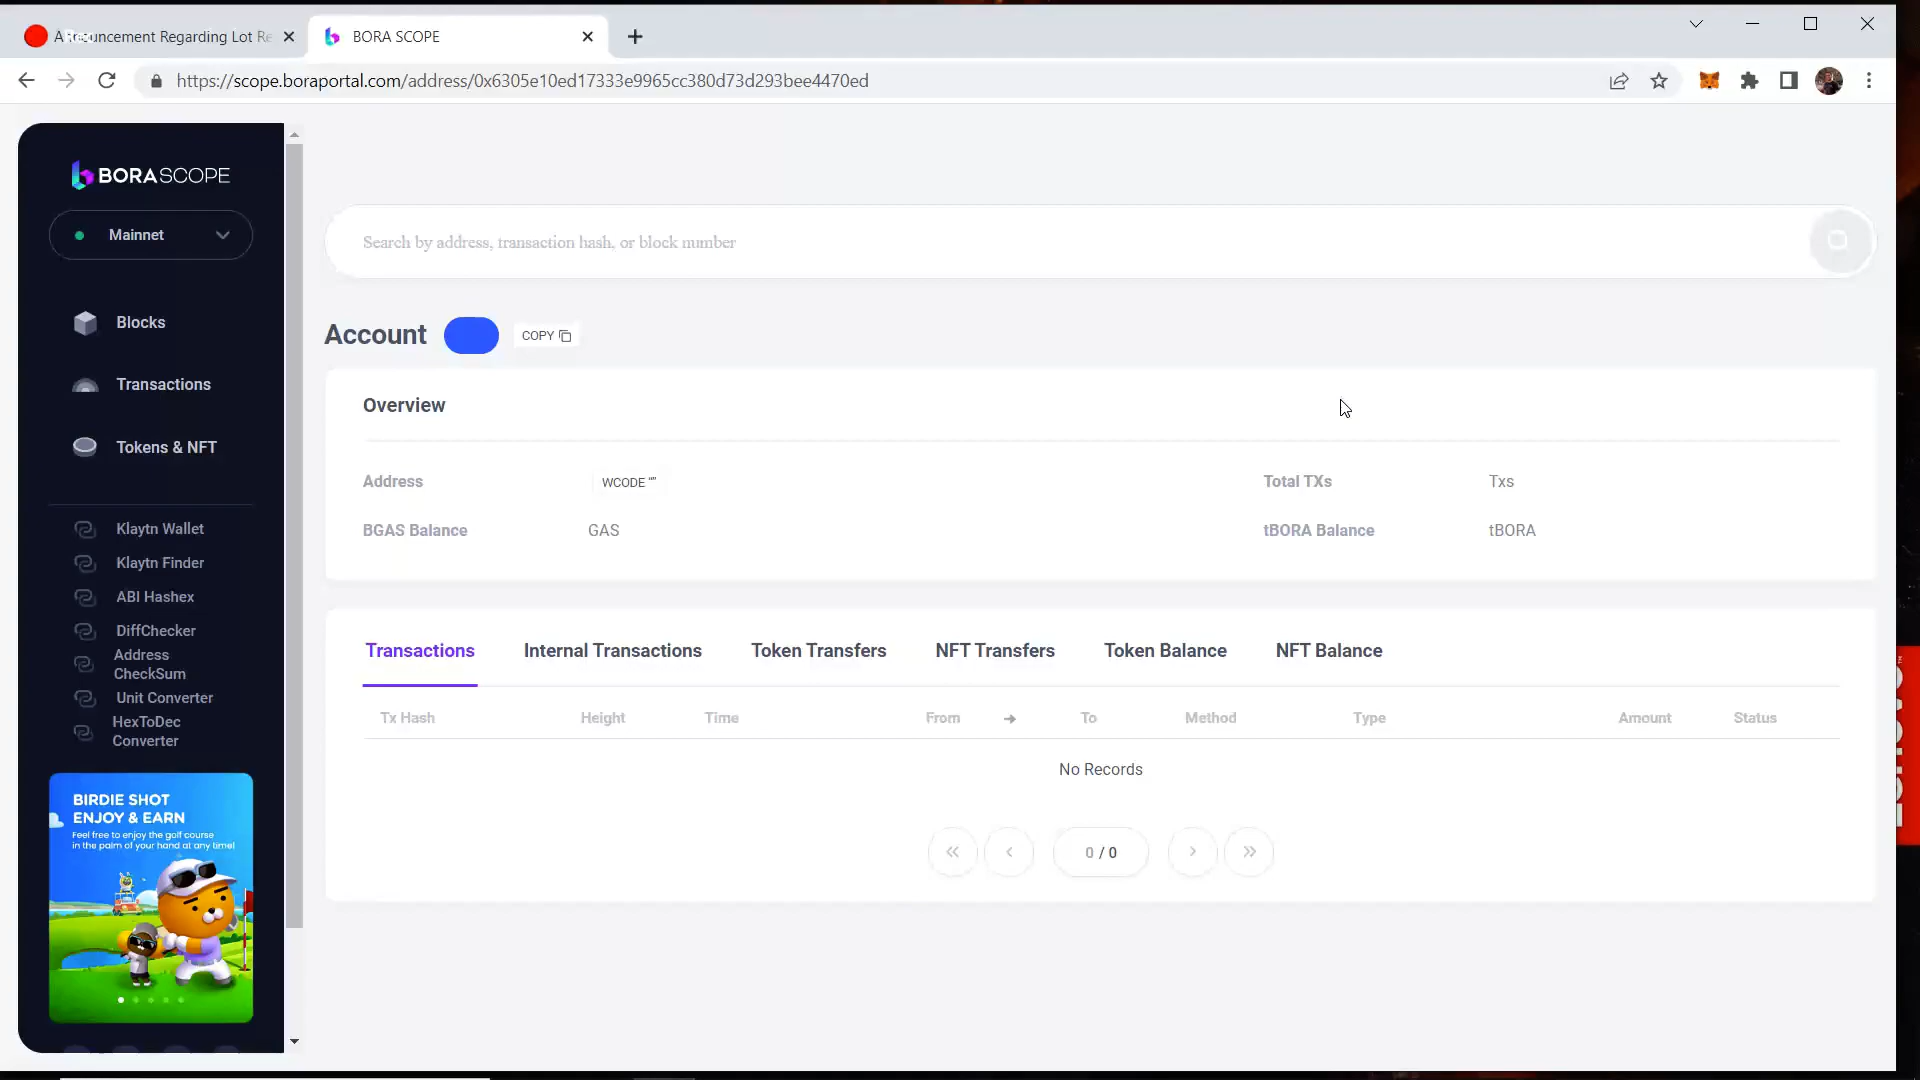 Announcement Regarding Lot Re
BORA SCOPE
https://scope.boraportal.com/address/0x6305e10ed17333e9965cc380d73d293bee4470ed
BORASCOPE
Mainnet
Blocks
Transactions
Tokens & NFT
Klaytn Wallet
Klaytn Finder
ABI Hashex
DiffChecker
Address
CheckSum
Unit Converter
HexToDec
Converter
BIRDIE SHOT
ENJOY & EARN
Feel free to enjoy the golf course
in the palm of your hand at any time!
Search by address, transaction hash, or block number
Account COPY
Overview
Address WCODE “” Total TXs Txs
BGAS Balance GAS tBORA Balance tBORA
Transactions Internal Transactions Token Transfers NFT Transfers Token Balance NFT Balance
Tx Hash Height Time From To Method Type Amount Status
No Records
0 / 0